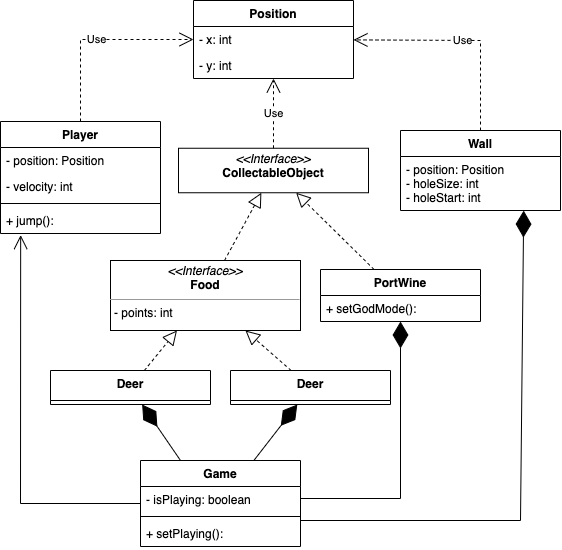 Position
- x: int
- y: int
Use
Use
Use
Player
- position: Position
- velocity: int
+ jump():
<<Interface>>
CollectableObject
Wall
- position: Position
- holeSize: int
- holeStart: int
<<Interface>>
Food
- points: int
PortWine
+ setGodMode():
Deer
Deer
Game
- isPlaying: boolean
+ setPlaying():